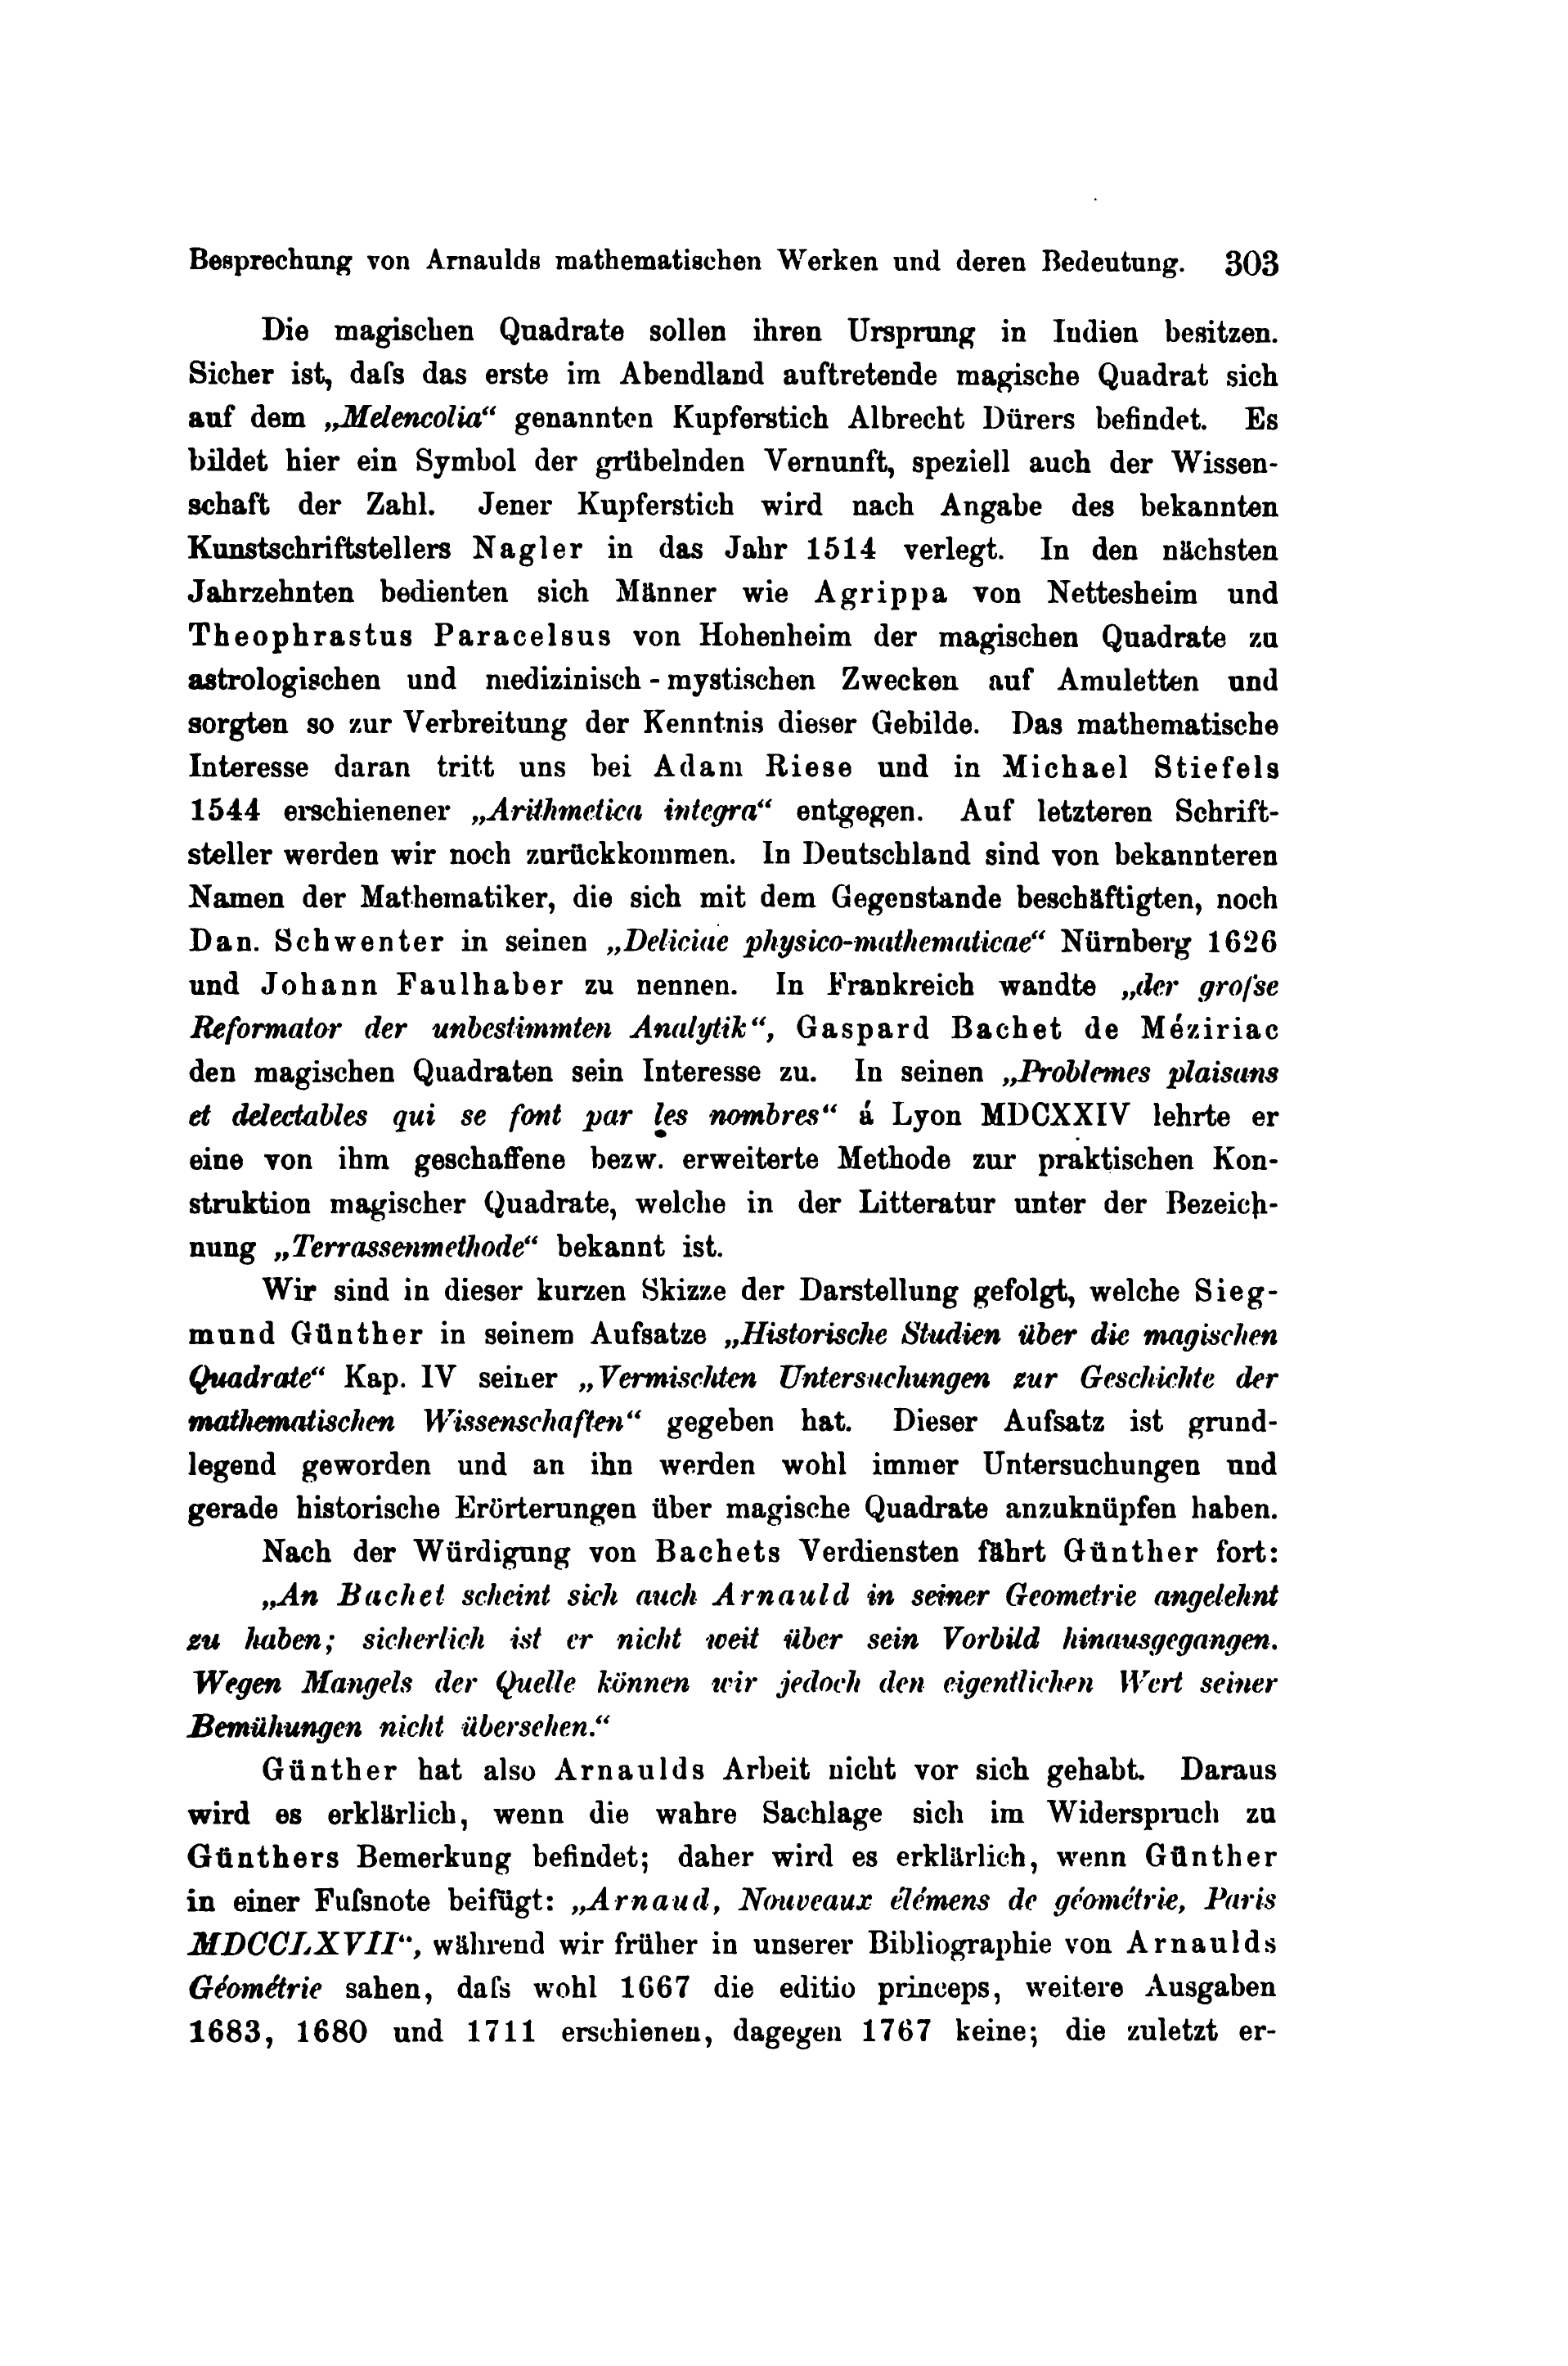 Besprechung von Arnaulds mathematischen Werken und deren Bedeutung. 303
Die magischen Quadrate sollen ihren Ursprung in Indien besitzen.
Sicher ist, daſs das erste im Abendland auftretende magische Quadrat sich
auf dem „Melencolia“ genannten Kupferstich Albrecht Dürers befindet. Es
bildet hier ein Symbol der grübelnden Vernunft, speziell auch der Wissen-
schaft der Zahl. Jener Kupferstich wird nach Angabe des bekannten
Kunstschriftstellers Nagler in das Jahr 1514 verlegt. In den nächsten
Jahrzehnten bedienten sich Männer wie Agrippa von Nettesheim und
Theophrastus Paracelsus von Hohenheim der magischen Quadrate zu
astrologischen und medizinisch-mystischen Zwecken auf Amuletten und
sorgten so zur Verbreitung der Kenntnis dieser Gebilde. Das mathematische
Interesse daran tritt uns bei Adam Riese und in Michael Stiefels
1544 erschienener „Arithmetica integra“ entgegen. Auf letzteren Schrift-
steller werden wir noch zurückkommen. In Deutschland sind von bekannteren
Namen der Mathematiker, die sich mit dem Gegenstande beschäftigten, noch
Dan. Schwenter in seinen „Deliciae physico-mathematicae“ Nürnberg 1626
und Johann Faulhaber zu nennen. In Frankreich wandte „der groſse
Reformator der unbestimmten Analytik“, Gaspard Bachet de Méziriac
den magischen Quadraten sein Interesse zu. In seinen „Problemes plaisans
et delectables qui se font par les nombres“ á Lyon MDCXXIV lehrte er
eine von ihm geschaffene bezw. erweiterte Methode zur praktischen Kon-
struktion magischer Quadrate, welche in der Litteratur unter der Bezeich-
nung „Terrassenmethode“ bekannt ist.
Wir sind in dieser kurzen Skizze der Darstellung gefolgt, welche Sieg-
mund Günther in seinem Aufsatze „Historische Studien über die magischen
Quadrate“ Kap. IV seiner „Vermischten Untersuchungen zur Geschichte der
mathematischen Wissenschaften“ gegeben hat. Dieser Aufsatz ist grund-
legend geworden und an ihn werden wohl immer Untersuchungen und
gerade historische Erörterungen über magische Quadrate anzuknüpfen haben.
Nach der Würdigung von Bachets Verdiensten fährt Günther fort:
„An Bachet scheint sich auch Arnauld in seiner Geometrie angelehnt
zu haben; sicherlich ist er nicht weit über sein Vorbild hinausgegangen.
Wegen Mangels der Quelle können wir jedoch den eigentlichen Wert seiner
Bemühungen nicht übersehen.“
Günther hat also Arnaulds Arbeit nicht vor sich gehabt. Daraus
wird es erklärlich, wenn die wahre Sachlage sich im Widerspruch zu
Günthers Bemerkung befindet; daher wird es erklärlich, wenn Günther
in einer Fuſsnote beifügt: „Arnaud, Nouveaux élémens de géométrie, Paris
MDCCLXVII“, während wir früher in unserer Bibliographie von Arnaulds
Géométrie sahen, daſs wohl 1667 die editio princeps, weitere Ausgaben
1683, 1680 und 1711 erschienen, dagegen 1767 keine; die zuletzt er-